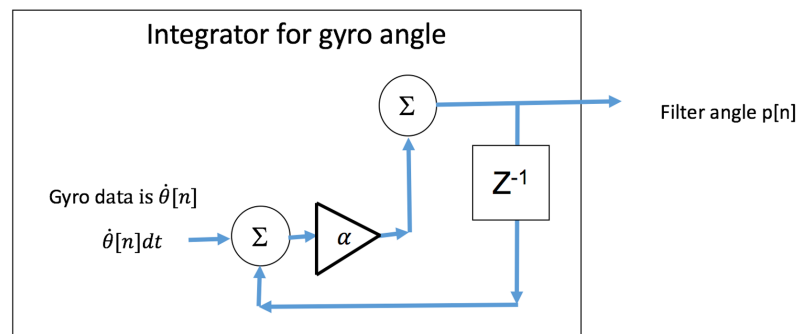 Integrator for gyro angle
Σ
Filter angle p[n]
Z⁻¹
Gyro data is θ̇[n]
θ̇[n]dt
Σ
α